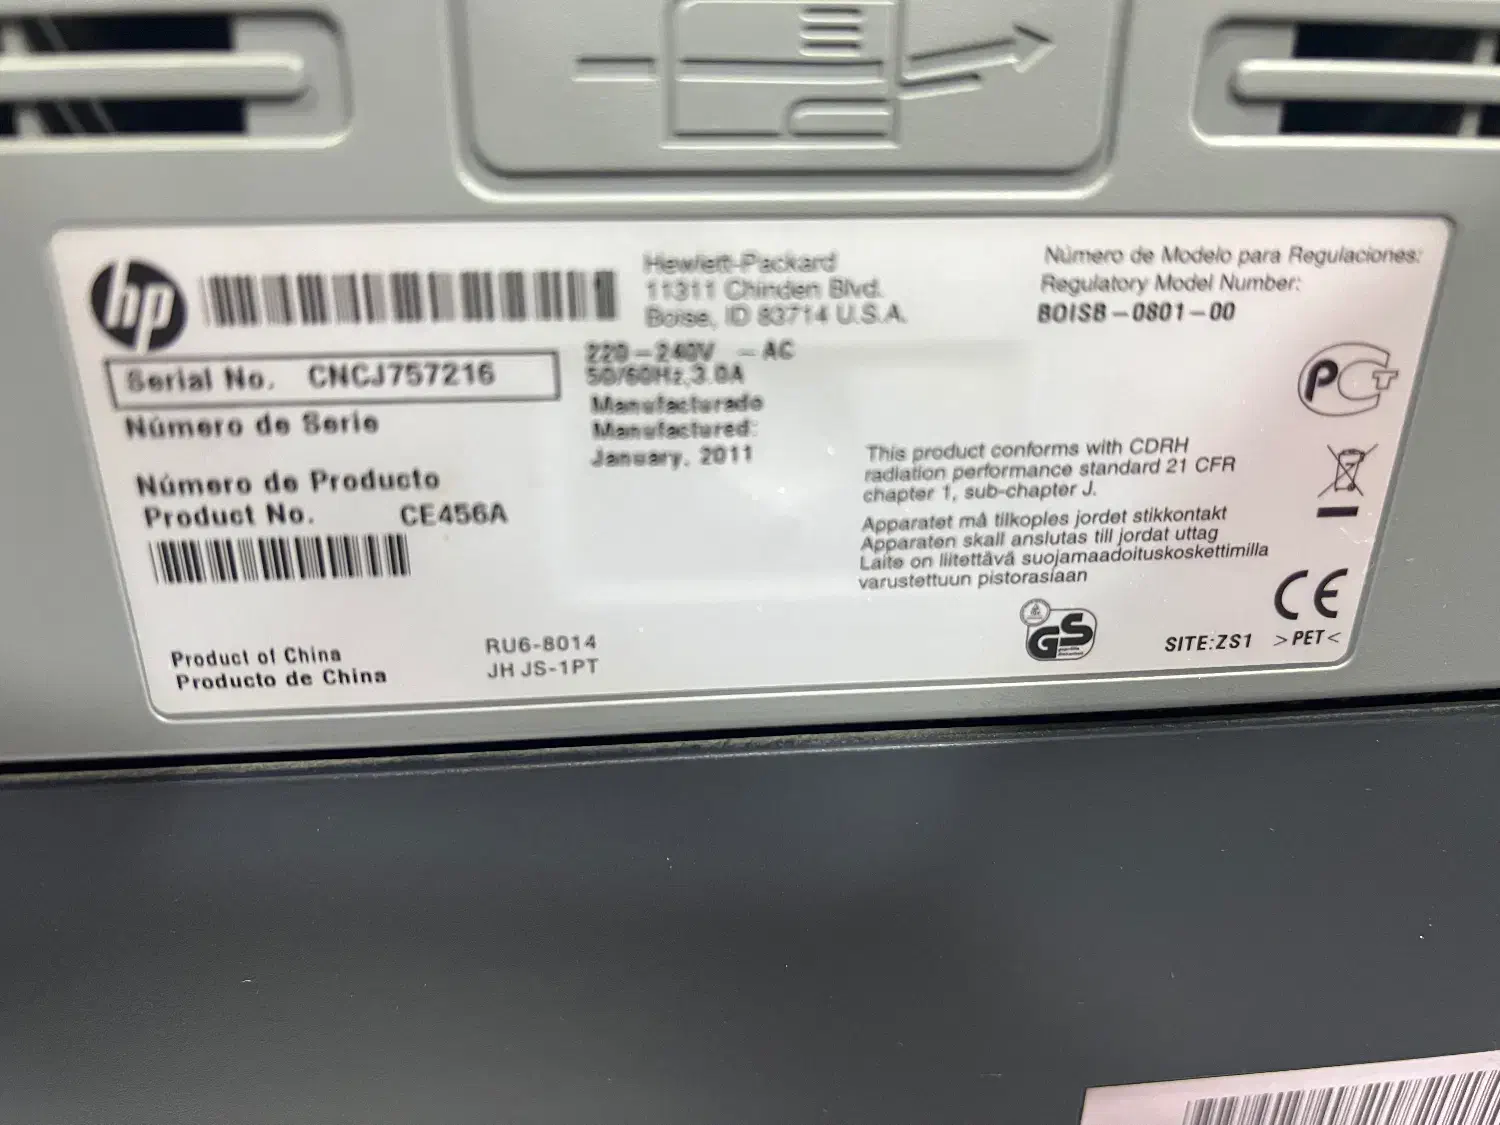 hp
Hewlett-Packard
11311 Chinden Blvd.
Boise, ID 83714 U.S.A.
Número de Modelo para Regulaciones:
Regulatory Model Number:
BOISB-0801-00
Serial No. CNCJ757216
Número de Serie
220-240V - AC
50/60Hz, 3.0A
Manufacturado
Manufactured:
January. 2011
Número de Producto
Product No. CE456A
PCT
This product conforms with CDRH
radiation performance standard 21 CFR
chapter 1, sub-chapter J.
Apparatet må tilkoples jordet stikkontakt
Apparaten skall anslutas till jordat uttag
Laite on liitettävä suojamaadoituskoskettimilla
varustettuun pistorasiaan
Product of China
Producto de China
RU6-8014
JH JS-1PT
GS
SITE:ZS1
CE
>PET<